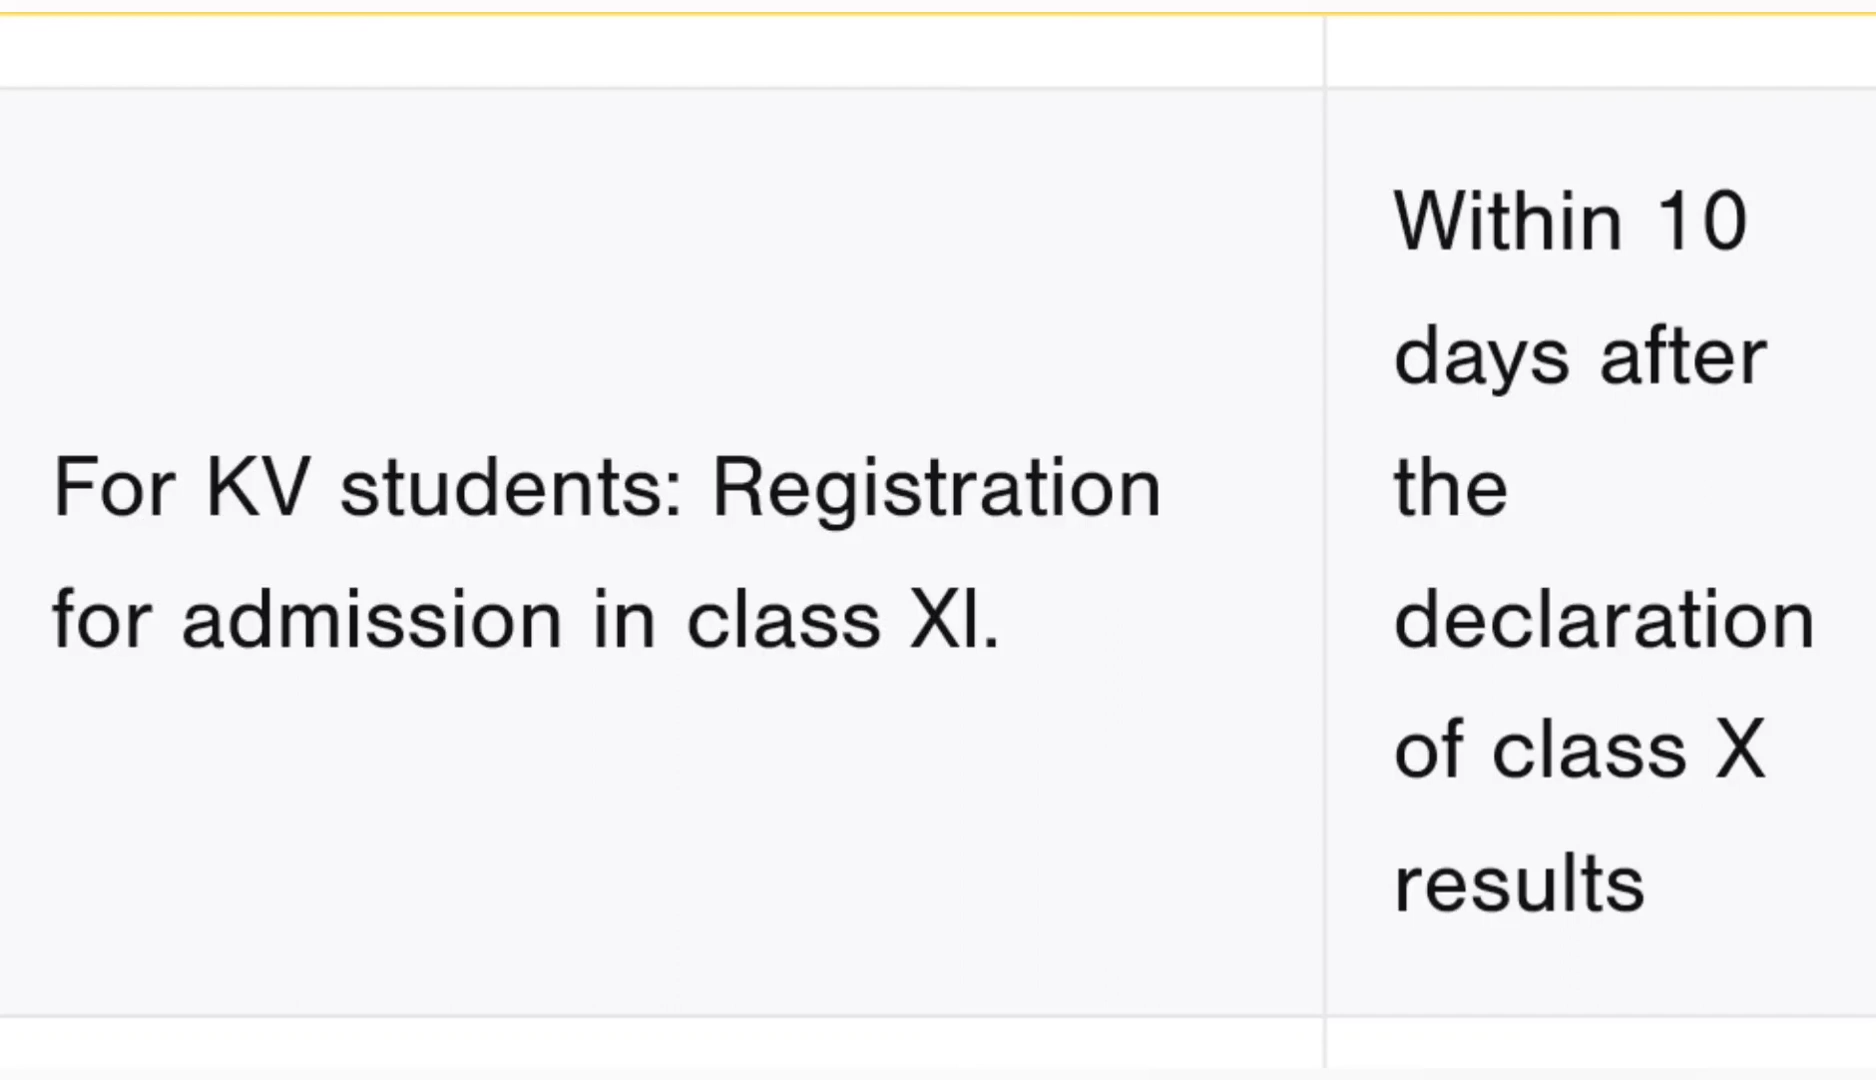 For KV students: Registration
for admission in class XI.
Within 10
days after
the
declaration
of class X
results